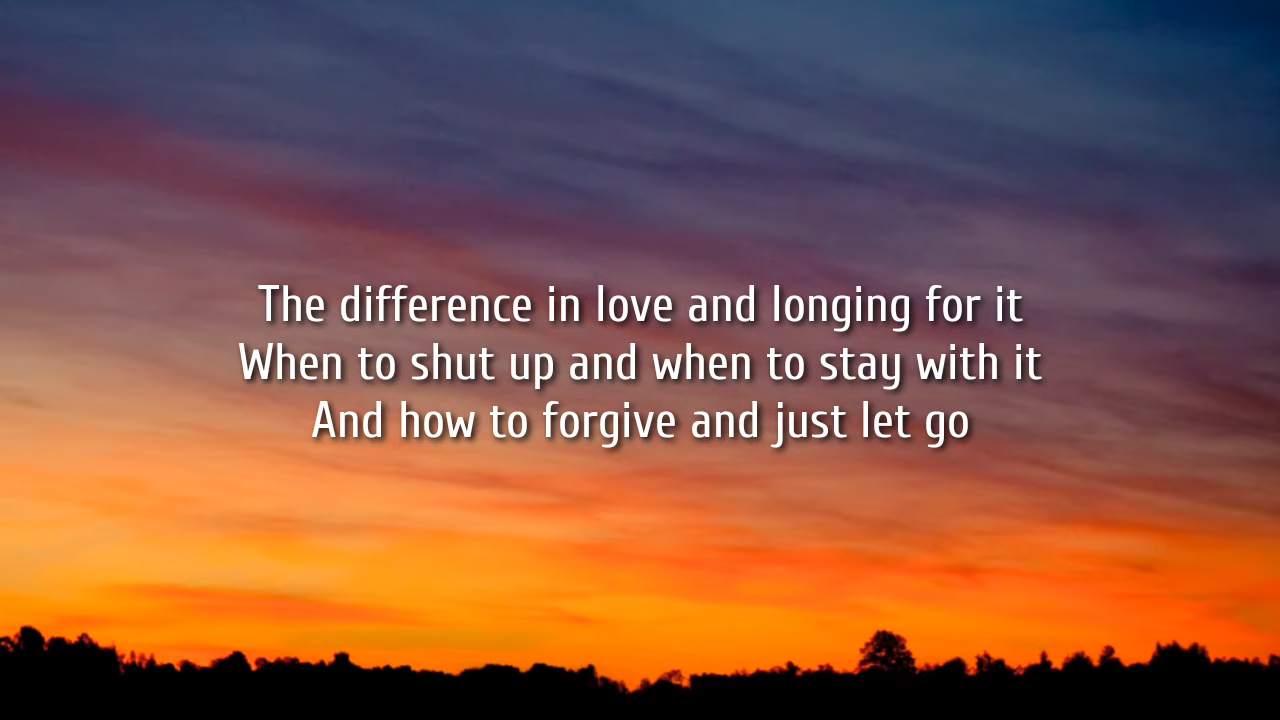 The difference in love and longing for it
When to shut up and when to stay with it
And how to forgive and just let go